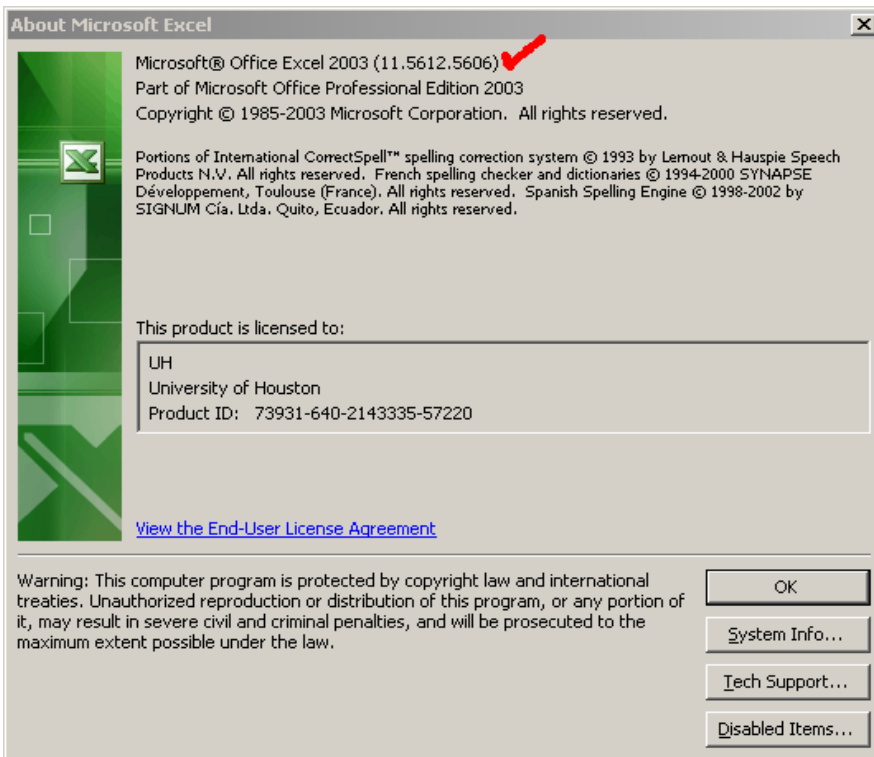 About Microsoft Excel
Microsoft® Office Excel 2003 (11.5612.5606)
Part of Microsoft Office Professional Edition 2003
Copyright © 1985-2003 Microsoft Corporation.  All rights reserved.
Portions of International CorrectSpell™ spelling correction system © 1993 by Lernout & Hauspie Speech
Products N.V. All rights reserved.  French spelling checker and dictionaries © 1994-2000 SYNAPSE
Développement, Toulouse (France). All rights reserved.  Spanish Spelling Engine © 1998-2002 by
SIGNUM Cía. Ltda. Quito, Ecuador. All rights reserved.
This product is licensed to:
UH
University of Houston
Product ID:   73931-640-2143335-57220
View the End-User License Agreement
Warning: This computer program is protected by copyright law and international
treaties. Unauthorized reproduction or distribution of this program, or any portion of
it, may result in severe civil and criminal penalties, and will be prosecuted to the
maximum extent possible under the law.
OK
System Info...
Tech Support...
Disabled Items...